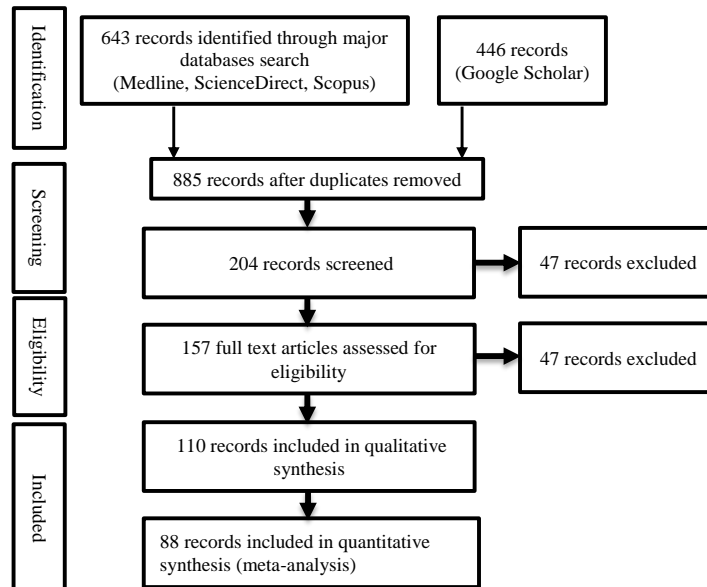 Identification
643 records identified through major
databases search
(Medline, ScienceDirect, Scopus)
446 records
(Google Scholar)
885 records after duplicates removed
Screening
204 records screened
47 records excluded
Eligibility
157 full text articles assessed for
eligibility
47 records excluded
Included
110 records included in qualitative
synthesis
88 records included in quantitative
synthesis (meta-analysis)